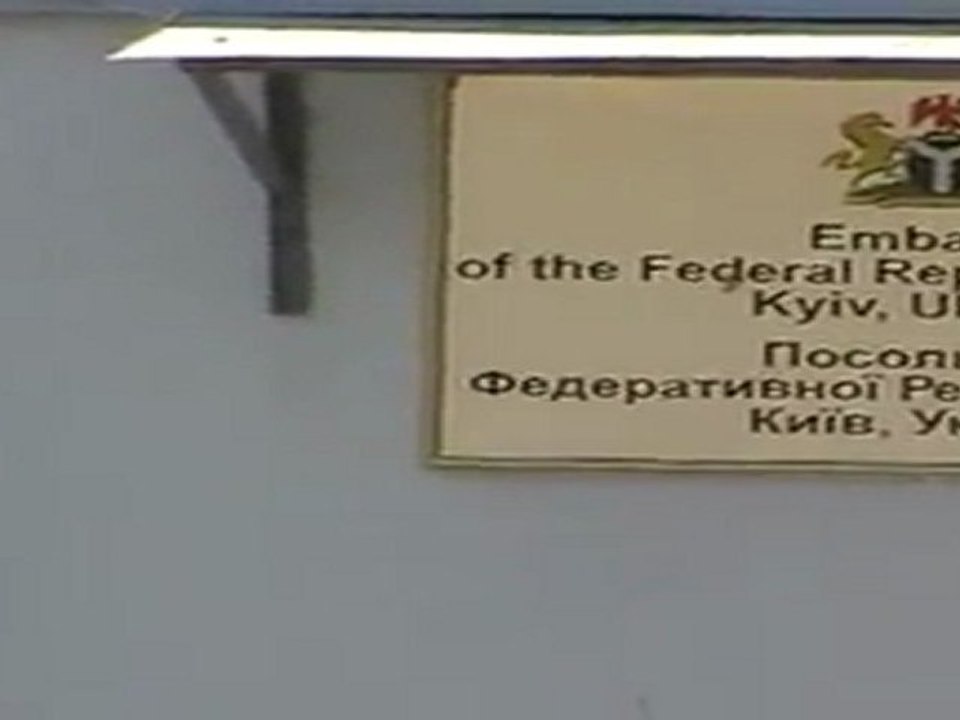 Emba
of the Federal Rep
Kyiv, U
Посол
Федеративної Ре
Київ, Ук